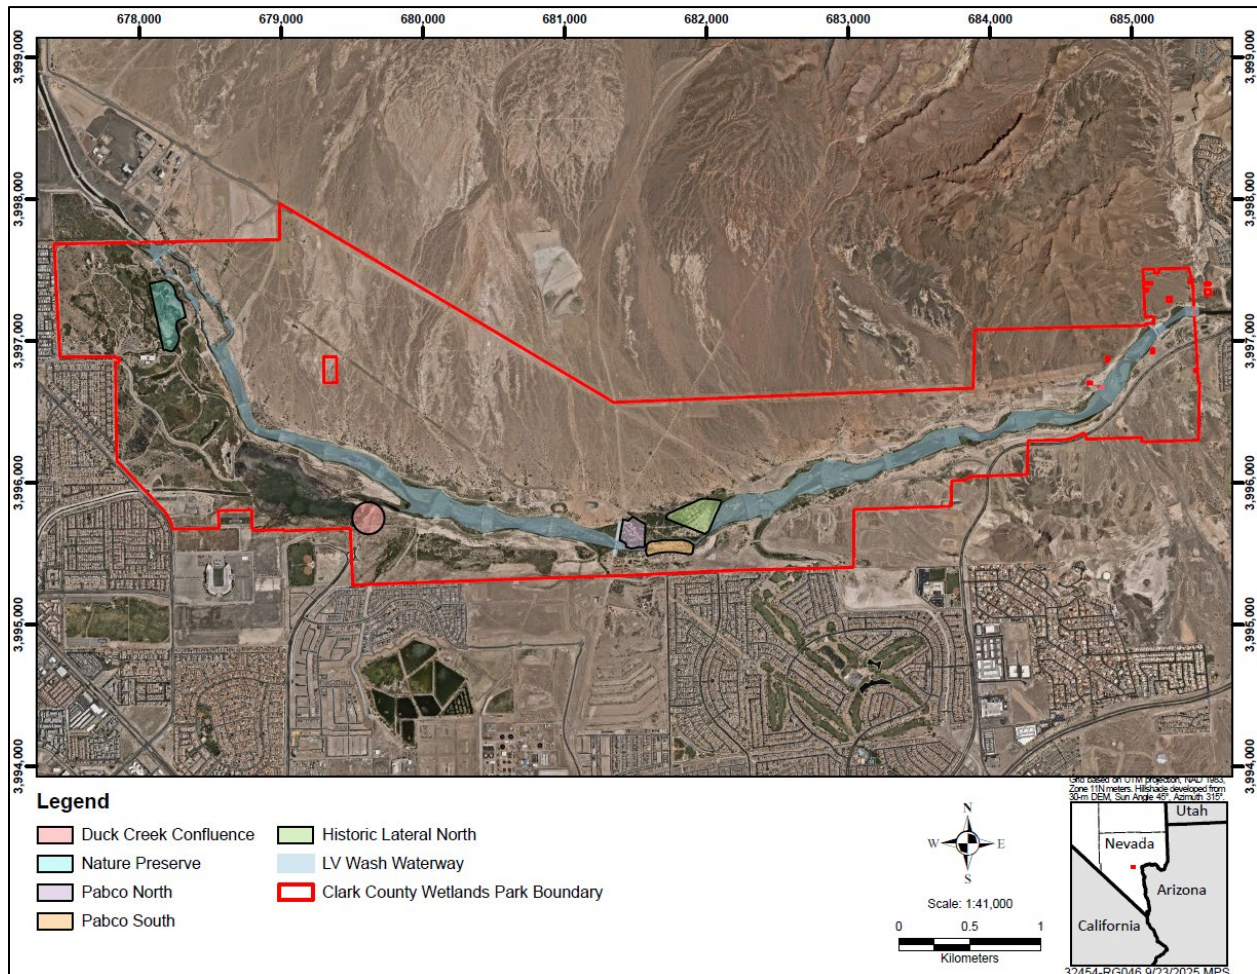 678,000 679,000 680,000 681,000 682,000 683,000 684,000 685,000
3,999,000 3,999,000
3,998,000 3,998,000
3,997,000 3,997,000
3,996,000 3,996,000
3,995,000 3,995,000
3,994,000 3,994,000
Legend
Duck Creek Confluence
Nature Preserve
Pabco North
Pabco South
Historic Lateral North
LV Wash Waterway
Clark County Wetlands Park Boundary
N
W E
S
Scale: 1:41,000
0 0.5 1
Kilometers
Grid based on UTM projection, NAD 1983,
Zone 11N meters. Hillshade developed from
30-m DEM, Sun Angle 45°, Azimuth 315°.
Utah
Nevada
Arizona
California
32454-RG046 9/23/2025 MPS